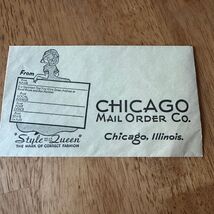 From
CHICAGO
MAIL ORDER CO.
Chicago, Illinois.
"Style Queen"
THE MARK OF CORRECT FASHION